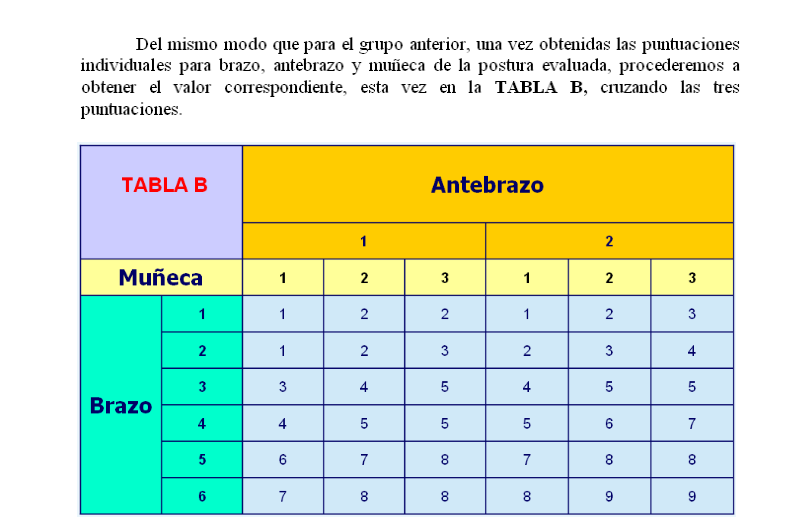 Del mismo modo que para el grupo anterior, una vez obtenidas las puntuaciones
individuales para brazo, antebrazo y muñeca de la postura evaluada, procederemos a
obtener el valor correspondiente, esta vez en la TABLA B, cruzando las tres
puntuaciones.
TABLA B Antebrazo
1 2
Muñeca 1 2 3 1 2 3
Brazo
1 1 2 2 1 2 3
2 1 2 3 2 3 4
3 3 4 5 4 5 5
4 4 5 5 5 6 7
5 6 7 8 7 8 8
6 7 8 8 8 9 9